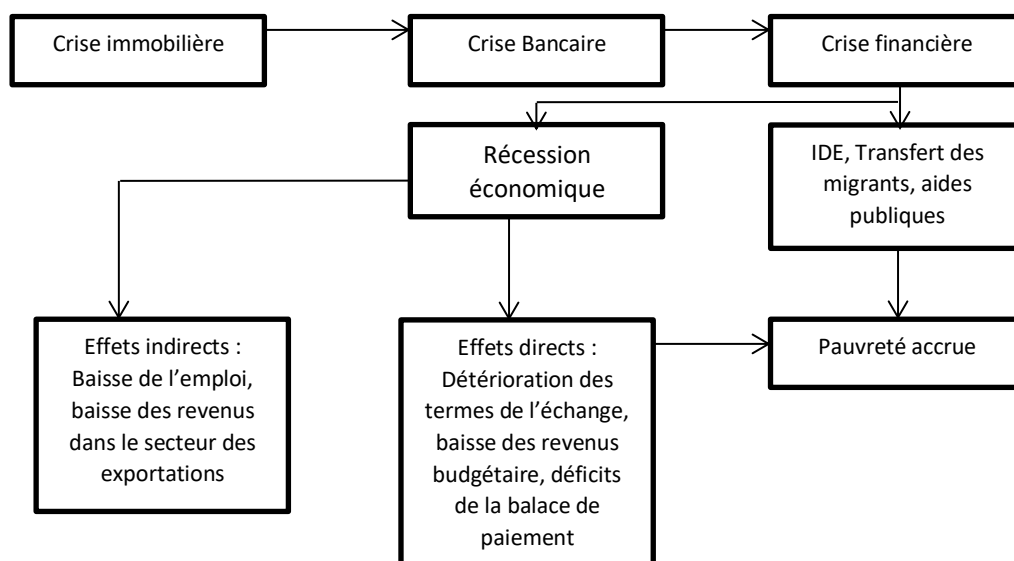 Crise immobilière
Crise Bancaire
Crise financière
Récession
économique
IDE, Transfert des
migrants, aides
publiques
Effets indirects :
Baisse de l’emploi,
baisse des revenus
dans le secteur des
exportations
Effets directs :
Détérioration des
termes de l’échange,
baisse des revenus
budgétaire, déficits
de la balace de
paiement
Pauvreté accrue